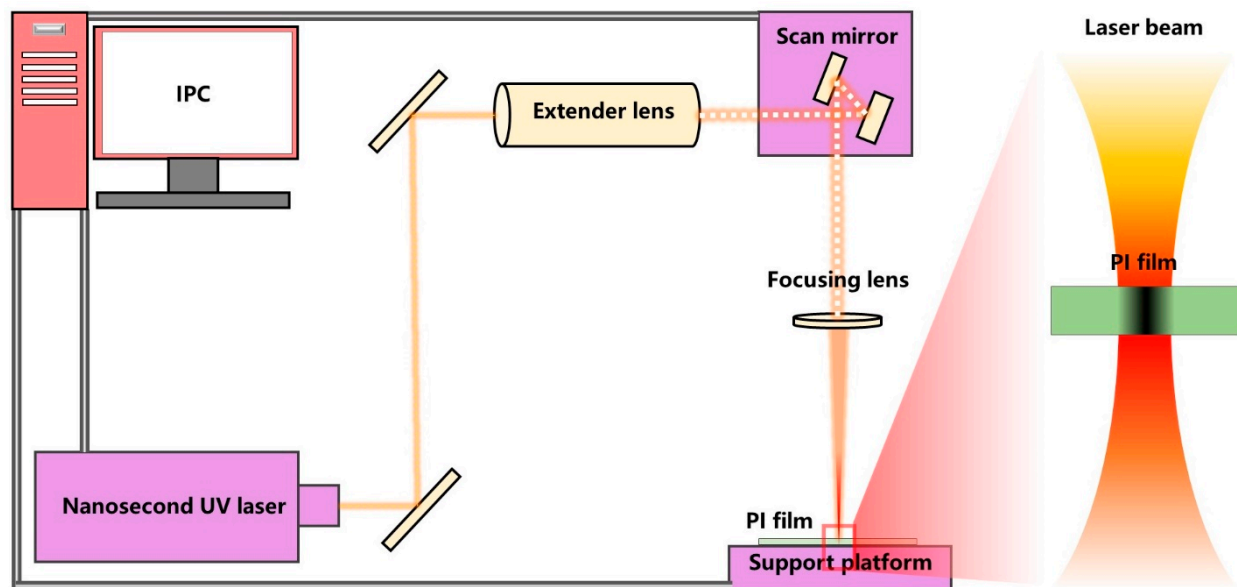 Laser beam
Scan mirror
IPC
Extender lens
PI film
Focusing lens
Nanosecond UV laser
PI film
Support platform